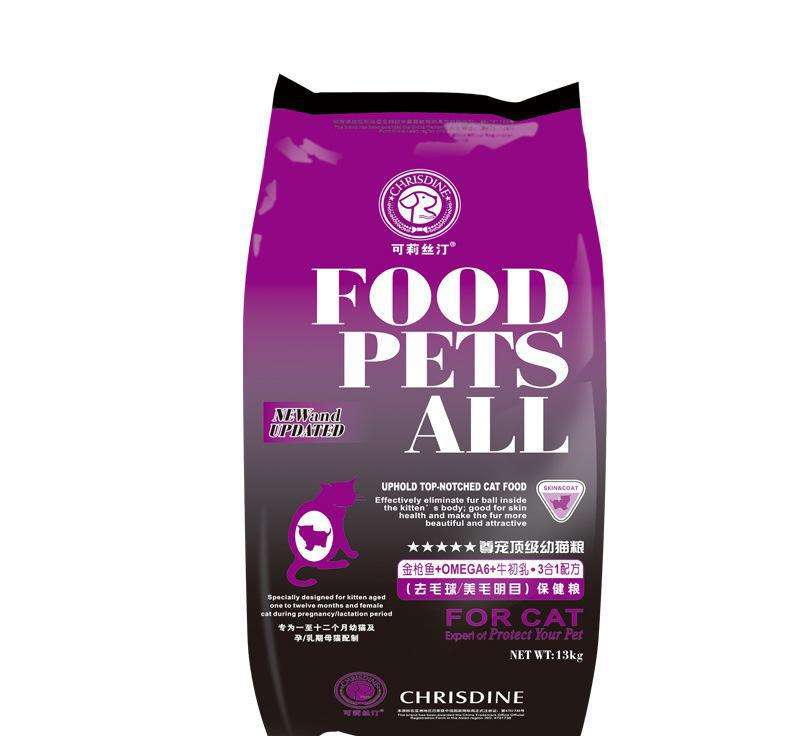 CHRISDINE
可莉丝汀®
FOOD
PETS
ALL
NEW and
UPDATED
UPHOLD TOP-NOTCHED CAT FOOD
Effectively eliminate fur ball inside
the kitten's body; good for skin
health and make the fur more
beautiful and attractive
SKIN&COAT
★★★★★尊宠顶级幼猫粮
金枪鱼+OMEGA6+牛初乳•3合1配方
(去毛球/美毛明目)保健粮
Specially designed for kitten aged
one to twelve months and female
cat during pregnancy/lactation period
专为一至十二个月幼猫及
孕/乳期母猫配制
FOR CAT
Expert of Protect Your Pet
NET WT:13kg
可莉丝汀
CHRISDINE